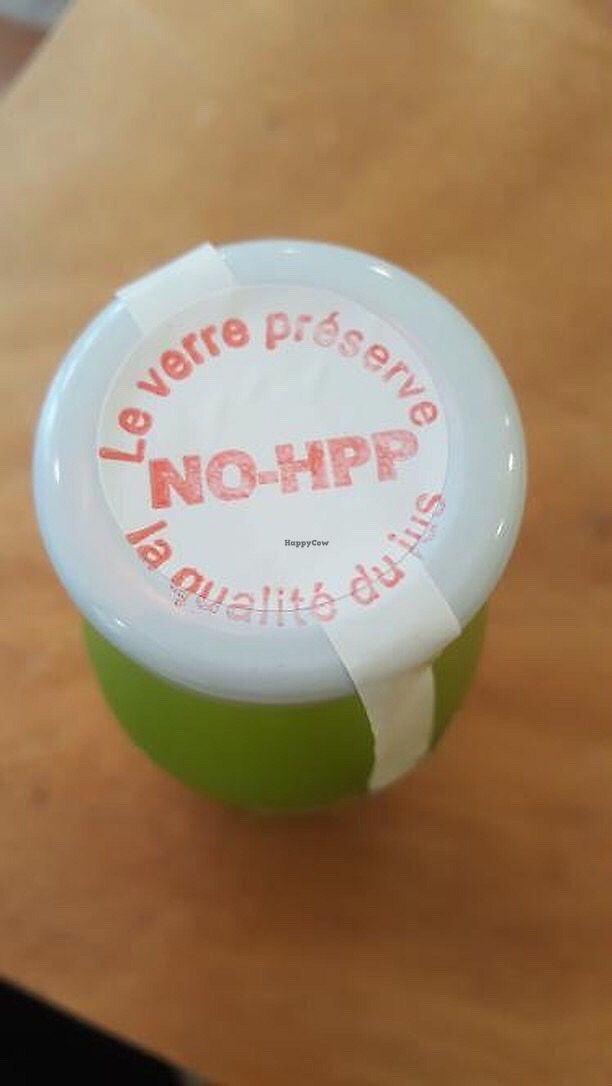 Le verre préserve
NO-HPP
la qualité du jus
HappyCow